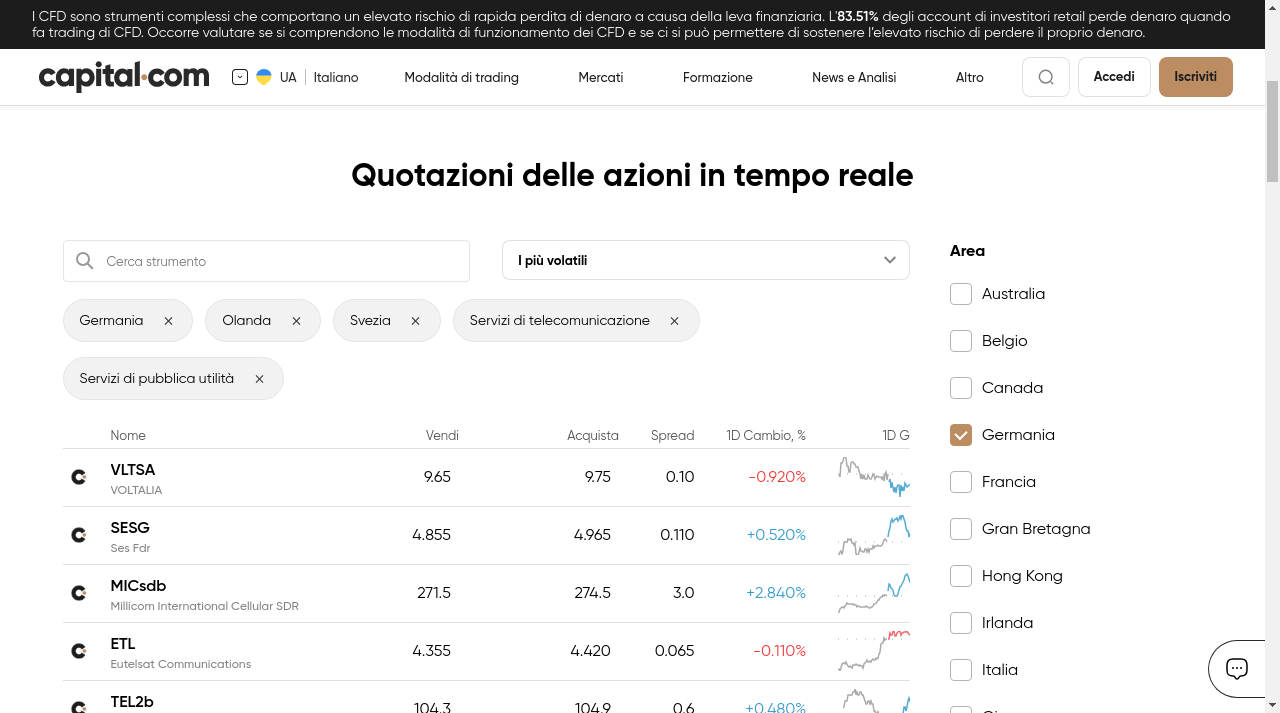 I CFD sono strumenti complessi che comportano un elevato rischio di rapida perdita di denaro a causa della leva finanziaria. L'83.51% degli account di investitori retail perde denaro quando
fa trading di CFD. Occorre valutare se si comprendono le modalità di funzionamento dei CFD e se ci si può permettere di sostenere l’elevato rischio di perdere il proprio denaro.
capital.com UA Italiano Modalità di trading Mercati Formazione News e Analisi Altro Accedi Iscriviti
Quotazioni delle azioni in tempo reale
Cerca strumento I più volatili
Germania Olanda Svezia Servizi di telecomunicazione
Servizi di pubblica utilità
Nome Vendi Acquista Spread 1D Cambio, % 1D G
VLTSA 9.65 9.75 0.10 -0.920%
VOLTALIA
SESG 4.855 4.965 0.110 +0.520%
Ses Fdr
MICsdb 271.5 274.5 3.0 +2.840%
Millicom International Cellular SDR
ETL 4.355 4.420 0.065 -0.110%
Eutelsat Communications
TEL2b 104.3 104.9 0.6 +0.480%
Area
Australia
Belgio
Canada
Germania
Francia
Gran Bretagna
Hong Kong
Irlanda
Italia